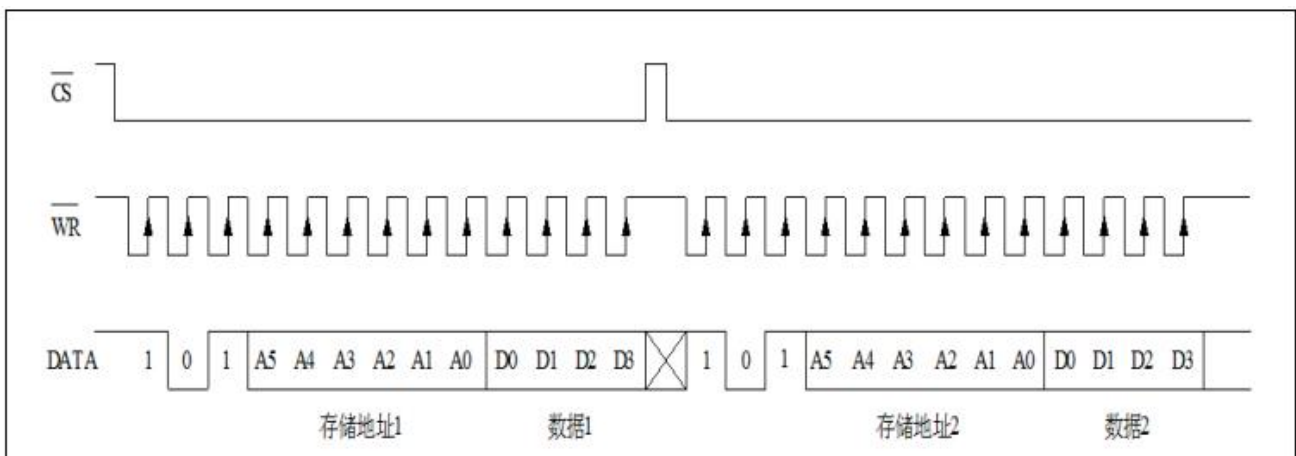 CS
WR
DATA 1 0 1 A5 A4 A3 A2 A1 A0 D0 D1 D2 D3 1 0 1 A5 A4 A3 A2 A1 A0 D0 D1 D2 D3
存储地址1 数据1 存储地址2 数据2